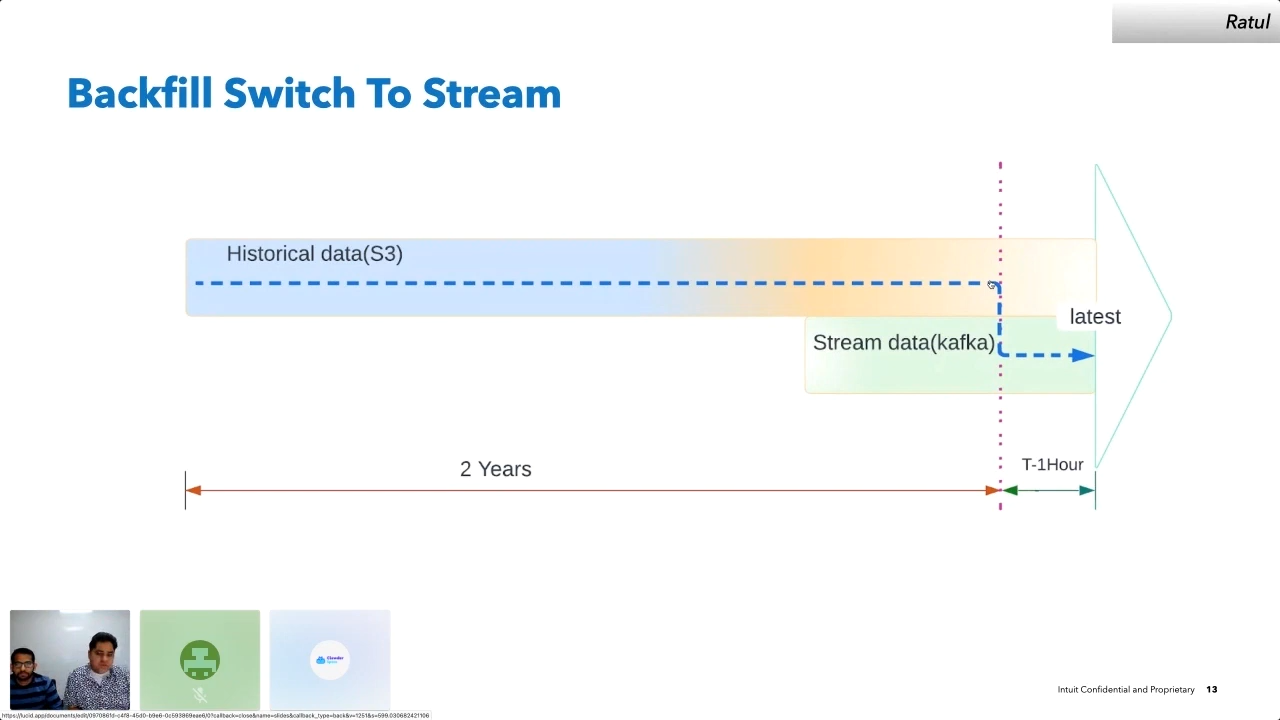 Ratul
Backfill Switch To Stream
Historical data(S3)
latest
Stream data(kafka)
T-1Hour
2 Years
Intuit Confidential and Proprietary 13